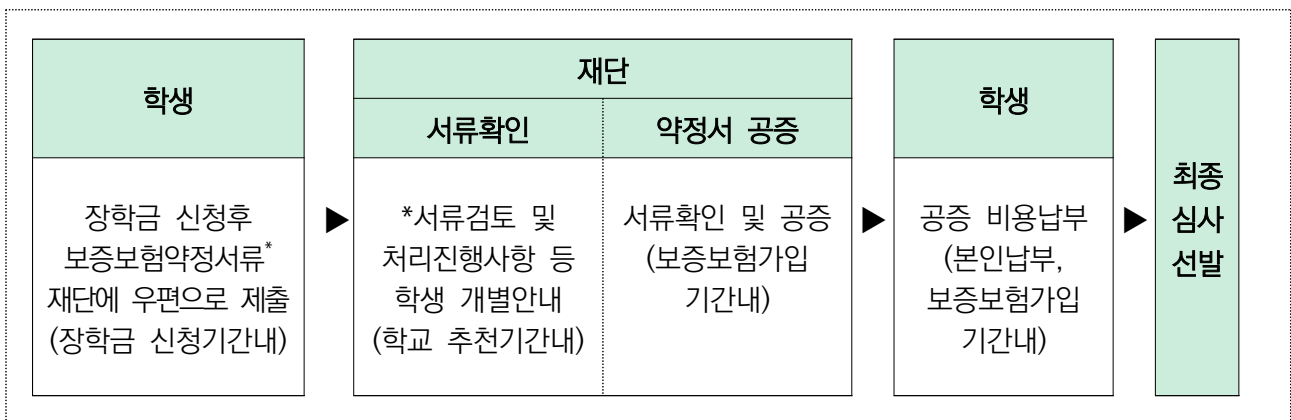 학생
장학금 신청후
보증보험약정서류*
재단에 우편으로 제출
(장학금 신청기간내)
▶
재단
서류확인
*서류검토 및
처리진행사항 등
학생 개별안내
(학교 추천기간내)
약정서 공증
서류확인 및 공증
(보증보험가입
기간내)
▶
학생
공증 비용납부
(본인납부,
보증보험가입
기간내)
▶
최종
심사
선발